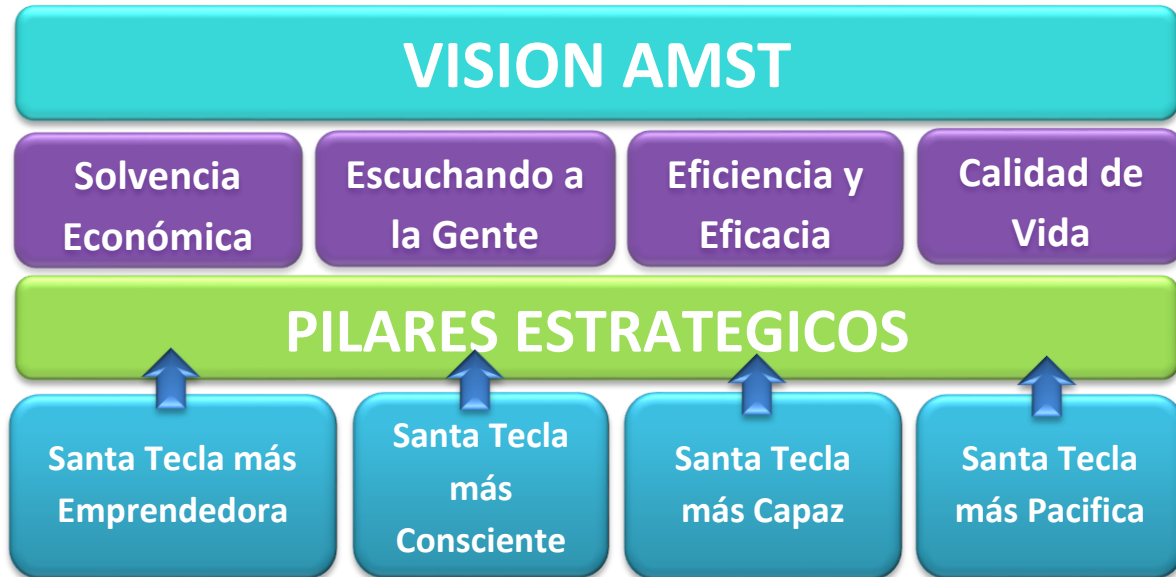 VISION AMST
Solvencia
Económica
Escuchando a
la Gente
Eficiencia y
Eficacia
Calidad de
Vida
PILARES ESTRATEGICOS
Santa Tecla más
Emprendedora
Santa Tecla
más
Consciente
Santa Tecla
más Capaz
Santa Tecla
más Pacifica